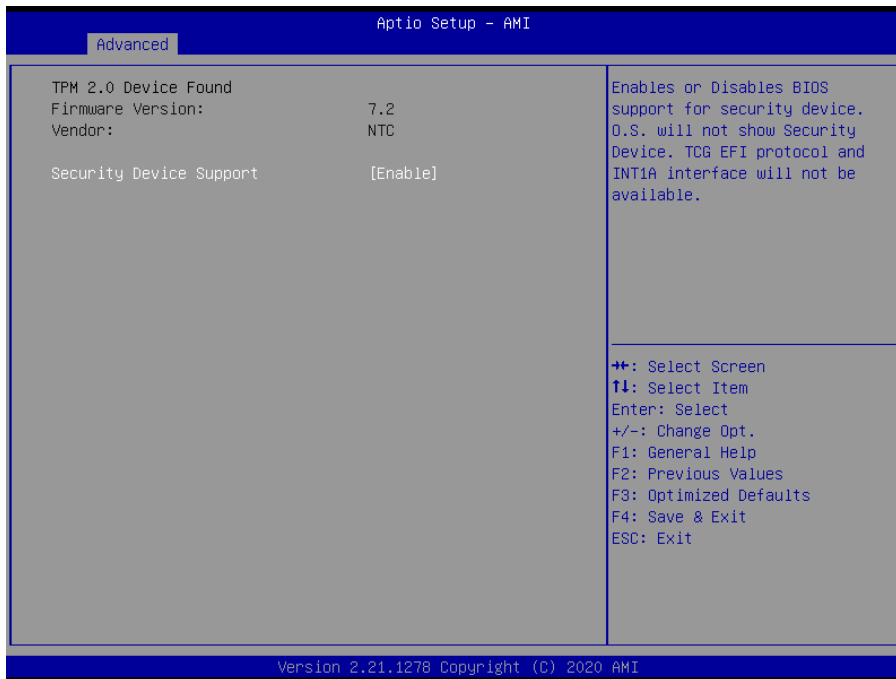 Aptio Setup – AMI
Advanced
TPM 2.0 Device Found
Firmware Version: 7.2
Vendor: NTC
Security Device Support [Enable]
Enables or Disables BIOS
support for security device.
O.S. will not show Security
Device. TCG EFI protocol and
INT1A interface will not be
available.
→←: Select Screen
↑↓: Select Item
Enter: Select
+/-: Change Opt.
F1: General Help
F2: Previous Values
F3: Optimized Defaults
F4: Save & Exit
ESC: Exit
Version 2.21.1278 Copyright (C) 2020 AMI